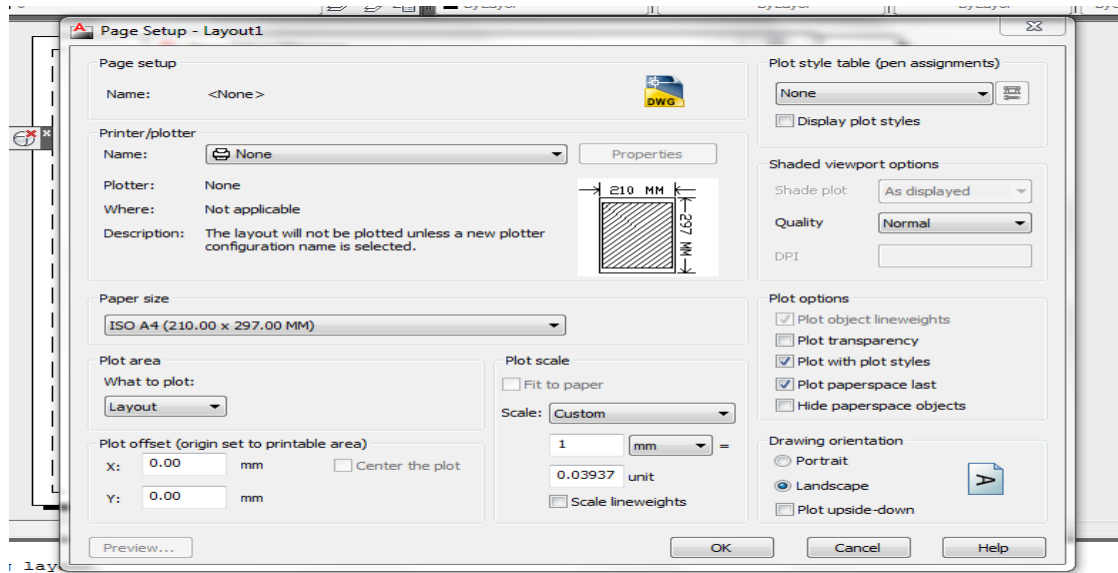 Page Setup - Layout1
Page setup
Name: <None>
DWG
Printer/plotter
Name: None
Properties
Plotter: None
Where: Not applicable
Description: The layout will not be plotted unless a new plotter
configuration name is selected.
210 MM
297 MM
Paper size
ISO A4 (210.00 x 297.00 MM)
Plot area
What to plot:
Layout
Plot offset (origin set to printable area)
X: 0.00 mm
Center the plot
Y: 0.00 mm
Plot scale
Fit to paper
Scale: Custom
1 mm =
0.03937 unit
Scale lineweights
Plot style table (pen assignments)
None
Display plot styles
Shaded viewport options
Shade plot As displayed
Quality Normal
DPI
Plot options
Plot object lineweights
Plot transparency
Plot with plot styles
Plot paperspace last
Hide paperspace objects
Drawing orientation
Portrait
Landscape
A
Plot upside-down
Preview...
OK
Cancel
Help